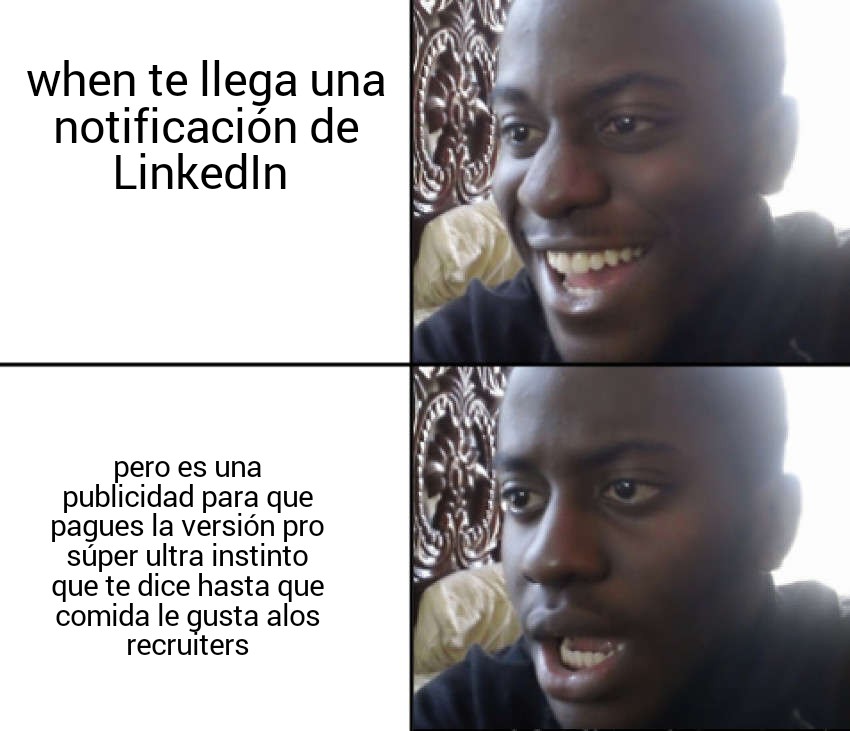 when te llega una
notificación de
LinkedIn
pero es una
publicidad para que
pagues la versión pro
súper ultra instinto
que te dice hasta que
comida le gusta alos
recruiters